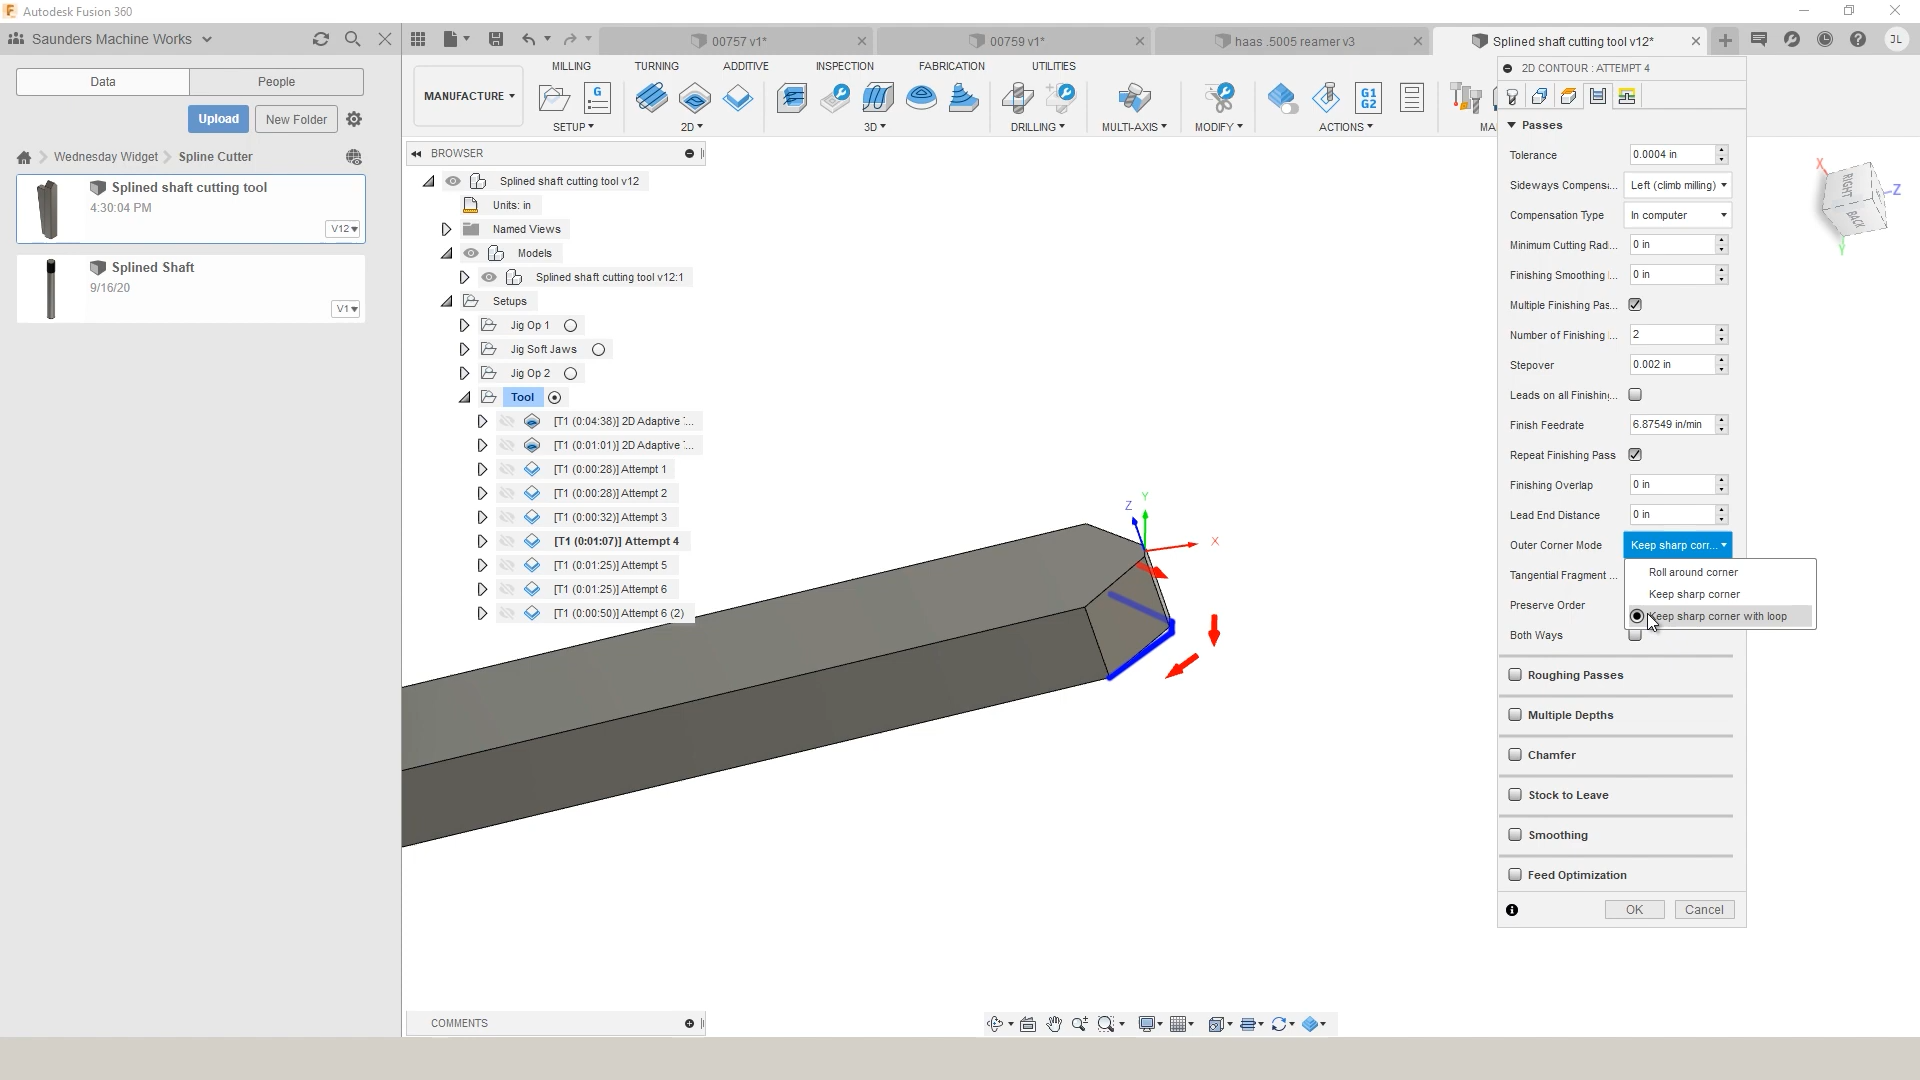 Autodesk Fusion 360
Saunders Machine Works
Data
People
Upload
New Folder
Wednesday Widget
Spline Cutter
Splined shaft cutting tool
4:30:04 PM
V12
Splined Shaft
9/16/20
V1
00757 v1*
00759 v1*
haas .5005 reamer v3
Splined shaft cutting tool v12*
JL
MANUFACTURE
MILLING
TURNING
ADDITIVE
INSPECTION
FABRICATION
UTILITIES
G
G1
G2
SETUP
2D
3D
DRILLING
MULTI-AXIS
MODIFY
ACTIONS
MA
BROWSER
Splined shaft cutting tool v12
Units: in
Named Views
Models
Splined shaft cutting tool v12:1
Setups
Jig Op 1
Jig Soft Jaws
Jig Op 2
Tool
[T1 (0:04:38)] 2D Adaptive ...
[T1 (0:01:01)] 2D Adaptive ...
[T1 (0:00:28)] Attempt 1
[T1 (0:00:28)] Attempt 2
[T1 (0:00:32)] Attempt 3
[T1 (0:01:07)] Attempt 4
[T1 (0:01:25)] Attempt 5
[T1 (0:01:25)] Attempt 6
[T1 (0:00:50)] Attempt 6 (2)
Z
Y
X
X
Z
Y
RIGHT
BACK
2D CONTOUR : ATTEMPT 4
Passes
Tolerance
0.0004 in
Sideways Compensa...
Left (climb milling)
Compensation Type
In computer
Minimum Cutting Rad...
0 in
Finishing Smoothing ...
0 in
Multiple Finishing Pas...
Number of Finishing ...
2
Stepover
0.002 in
Leads on all Finishing...
Finish Feedrate
6.87549 in/min
Repeat Finishing Pass
Finishing Overlap
0 in
Lead End Distance
0 in
Outer Corner Mode
Keep sharp corr...
Roll around corner
Keep sharp corner
Keep sharp corner with loop
Tangential Fragment ...
Preserve Order
Both Ways
Roughing Passes
Multiple Depths
Chamfer
Stock to Leave
Smoothing
Feed Optimization
OK
Cancel
COMMENTS